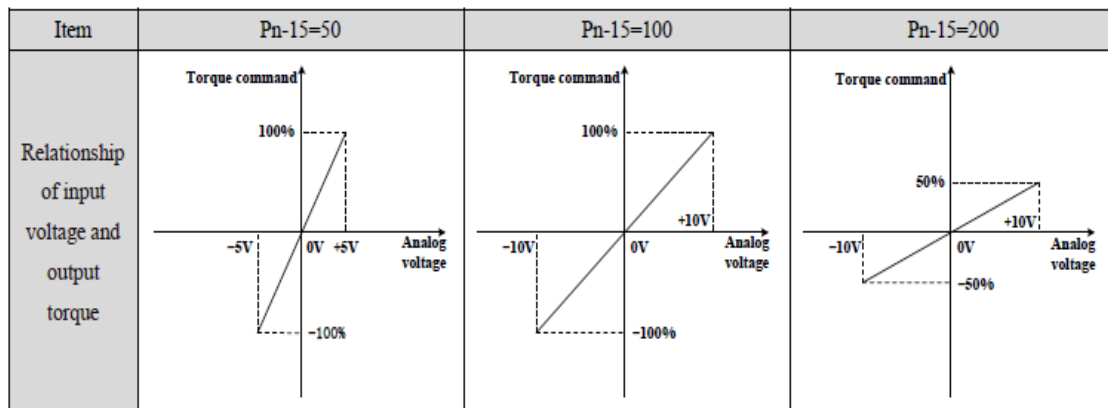 Item
Pn-15=50
Pn-15=100
Pn-15=200
Relationship
of input
voltage and
output
torque
Torque command
100%
−5V
0V
+5V
Analog
voltage
−100%
Torque command
100%
+10V
−10V
0V
Analog
voltage
−100%
Torque command
50%
+10V
−10V
0V
Analog
voltage
−50%